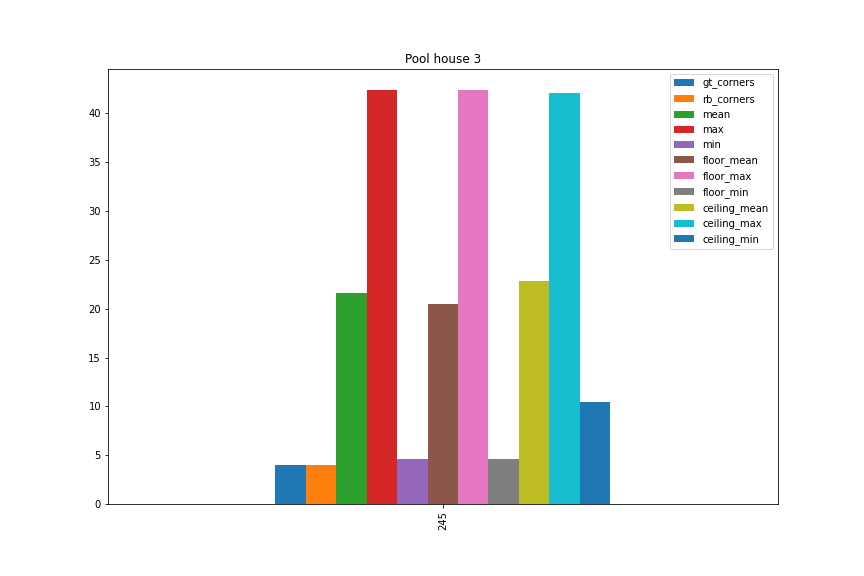 Pool house 3
gt_corners
rb_corners
mean
max
min
floor_mean
floor_max
floor_min
ceiling_mean
ceiling_max
ceiling_min
40
35
30
25
20
15
10
5
0
245